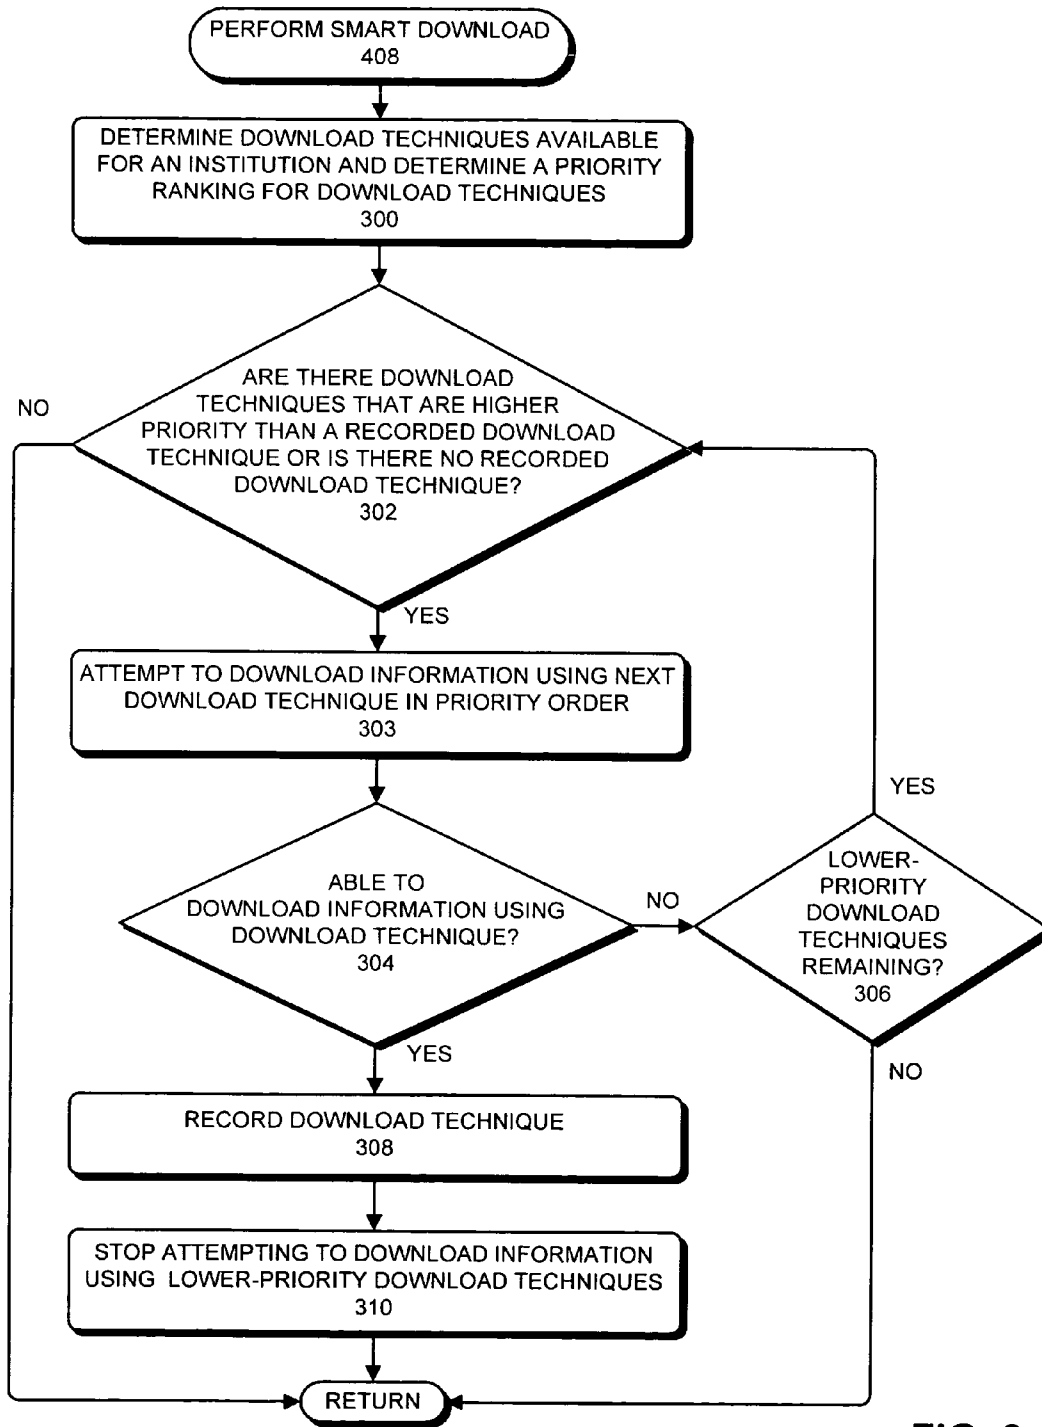 PERFORM SMART DOWNLOAD
408
DETERMINE DOWNLOAD TECHNIQUES AVAILABLE
FOR AN INSTITUTION AND DETERMINE A PRIORITY
RANKING FOR DOWNLOAD TECHNIQUES
300
ARE THERE DOWNLOAD
TECHNIQUES THAT ARE HIGHER
PRIORITY THAN A RECORDED DOWNLOAD
TECHNIQUE OR IS THERE NO RECORDED
DOWNLOAD TECHNIQUE?
302
NO
YES
ATTEMPT TO DOWNLOAD INFORMATION USING NEXT
DOWNLOAD TECHNIQUE IN PRIORITY ORDER
303
ABLE TO
DOWNLOAD INFORMATION USING
DOWNLOAD TECHNIQUE?
304
NO
YES
LOWER-
PRIORITY
DOWNLOAD
TECHNIQUES
REMAINING?
306
YES
NO
RECORD DOWNLOAD TECHNIQUE
308
STOP ATTEMPTING TO DOWNLOAD INFORMATION
USING LOWER-PRIORITY DOWNLOAD TECHNIQUES
310
RETURN